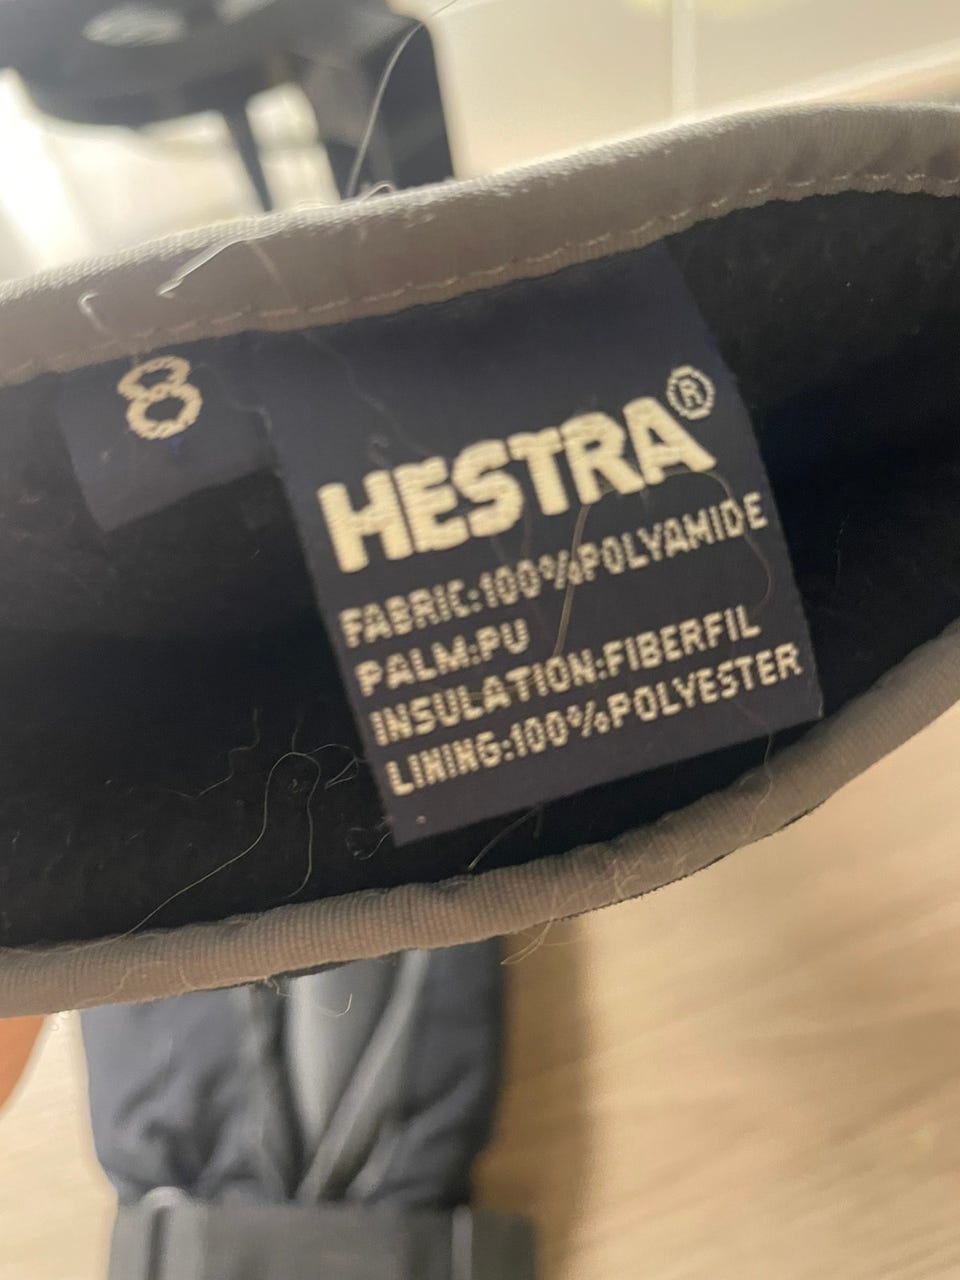 8
HESTRA®
FABRIC:100%POLYAMIDE
PALM:PU
INSULATION:FIBERFIL
LINING:100%POLYESTER